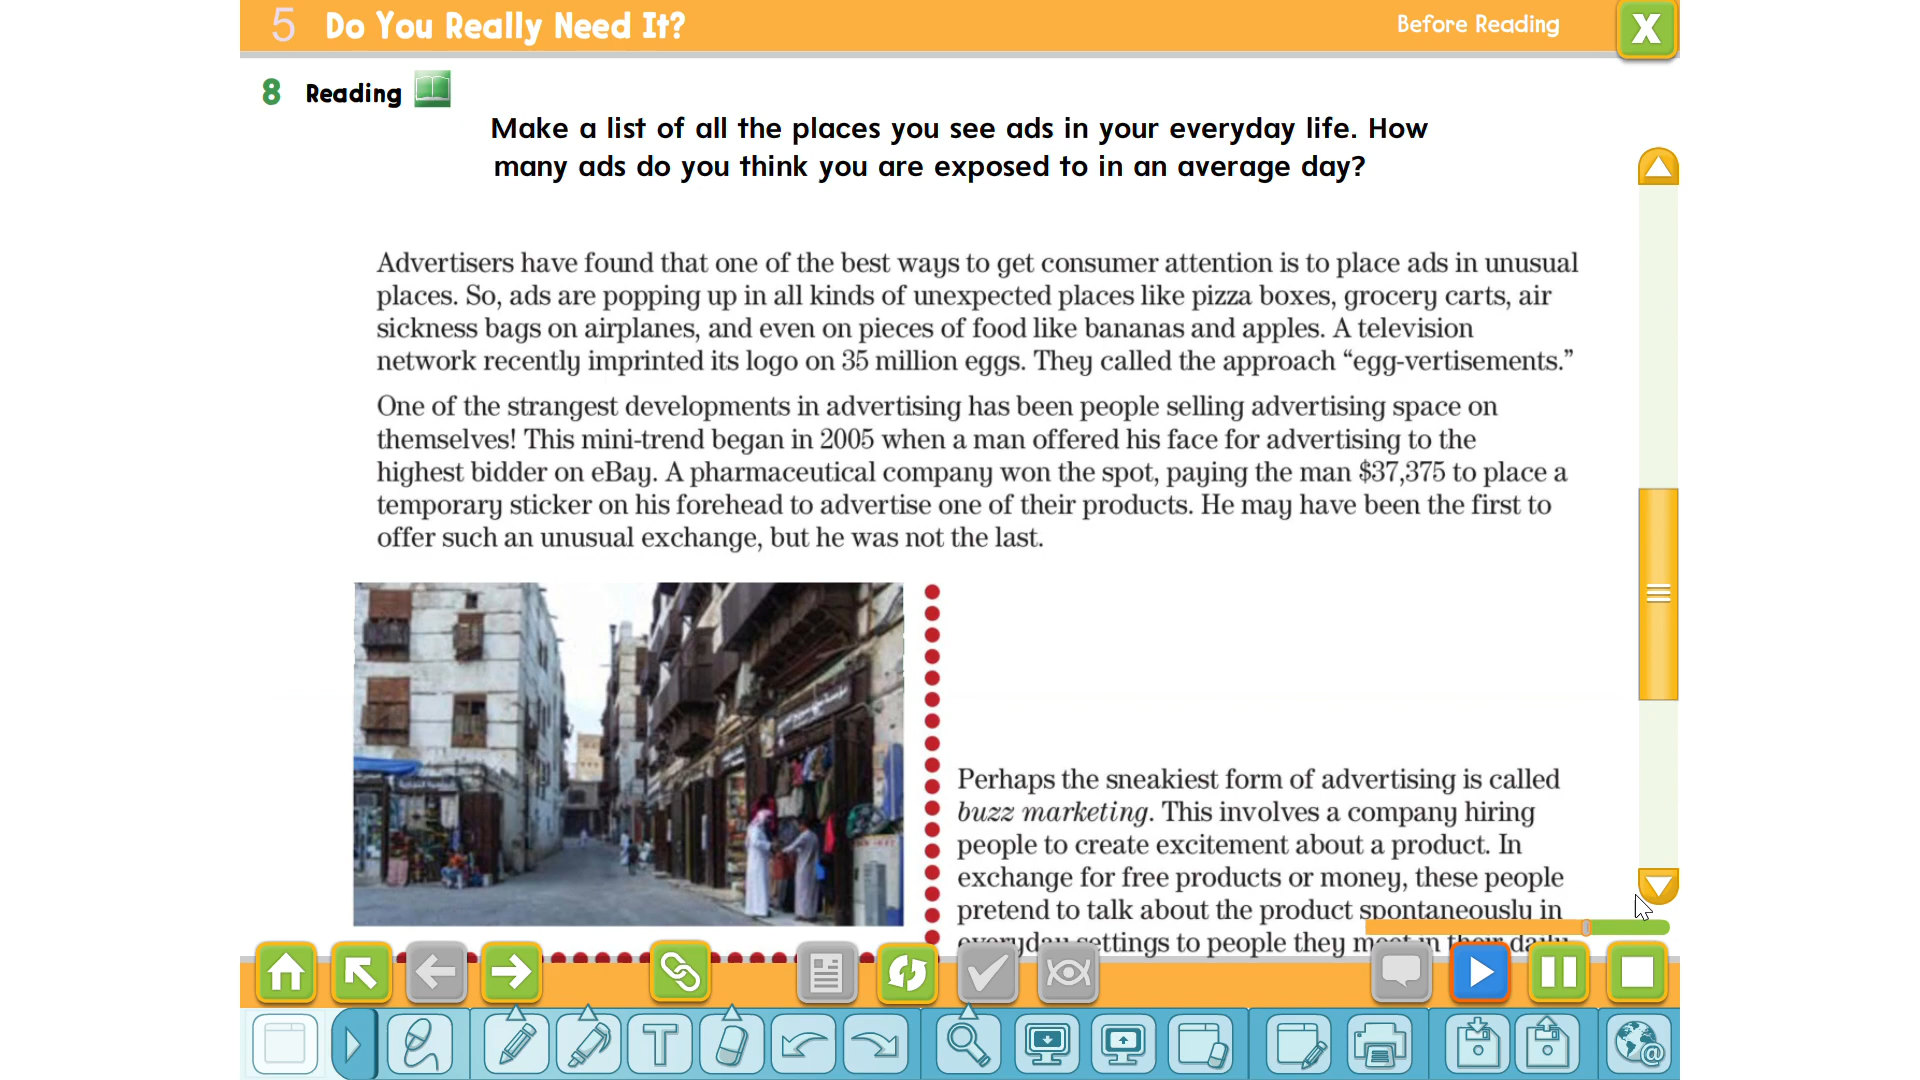 5 Do You Really Need It?
Before Reading
X
8 Reading
Make a list of all the places you see ads in your everyday life. How
many ads do you think you are exposed to in an average day?
Advertisers have found that one of the best ways to get consumer attention is to place ads in unusual
places. So, ads are popping up in all kinds of unexpected places like pizza boxes, grocery carts, air
sickness bags on airplanes, and even on pieces of food like bananas and apples. A television
network recently imprinted its logo on 35 million eggs. They called the approach “egg-vertisements.”
One of the strangest developments in advertising has been people selling advertising space on
themselves! This mini-trend began in 2005 when a man offered his face for advertising to the
highest bidder on eBay. A pharmaceutical company won the spot, paying the man $37,375 to place a
temporary sticker on his forehead to advertise one of their products. He may have been the first to
offer such an unusual exchange, but he was not the last.
Perhaps the sneakiest form of advertising is called
buzz marketing. This involves a company hiring
people to create excitement about a product. In
exchange for free products or money, these people
pretend to talk about the product spontaneously in
everyday settings to people they meet in their daily
T
@